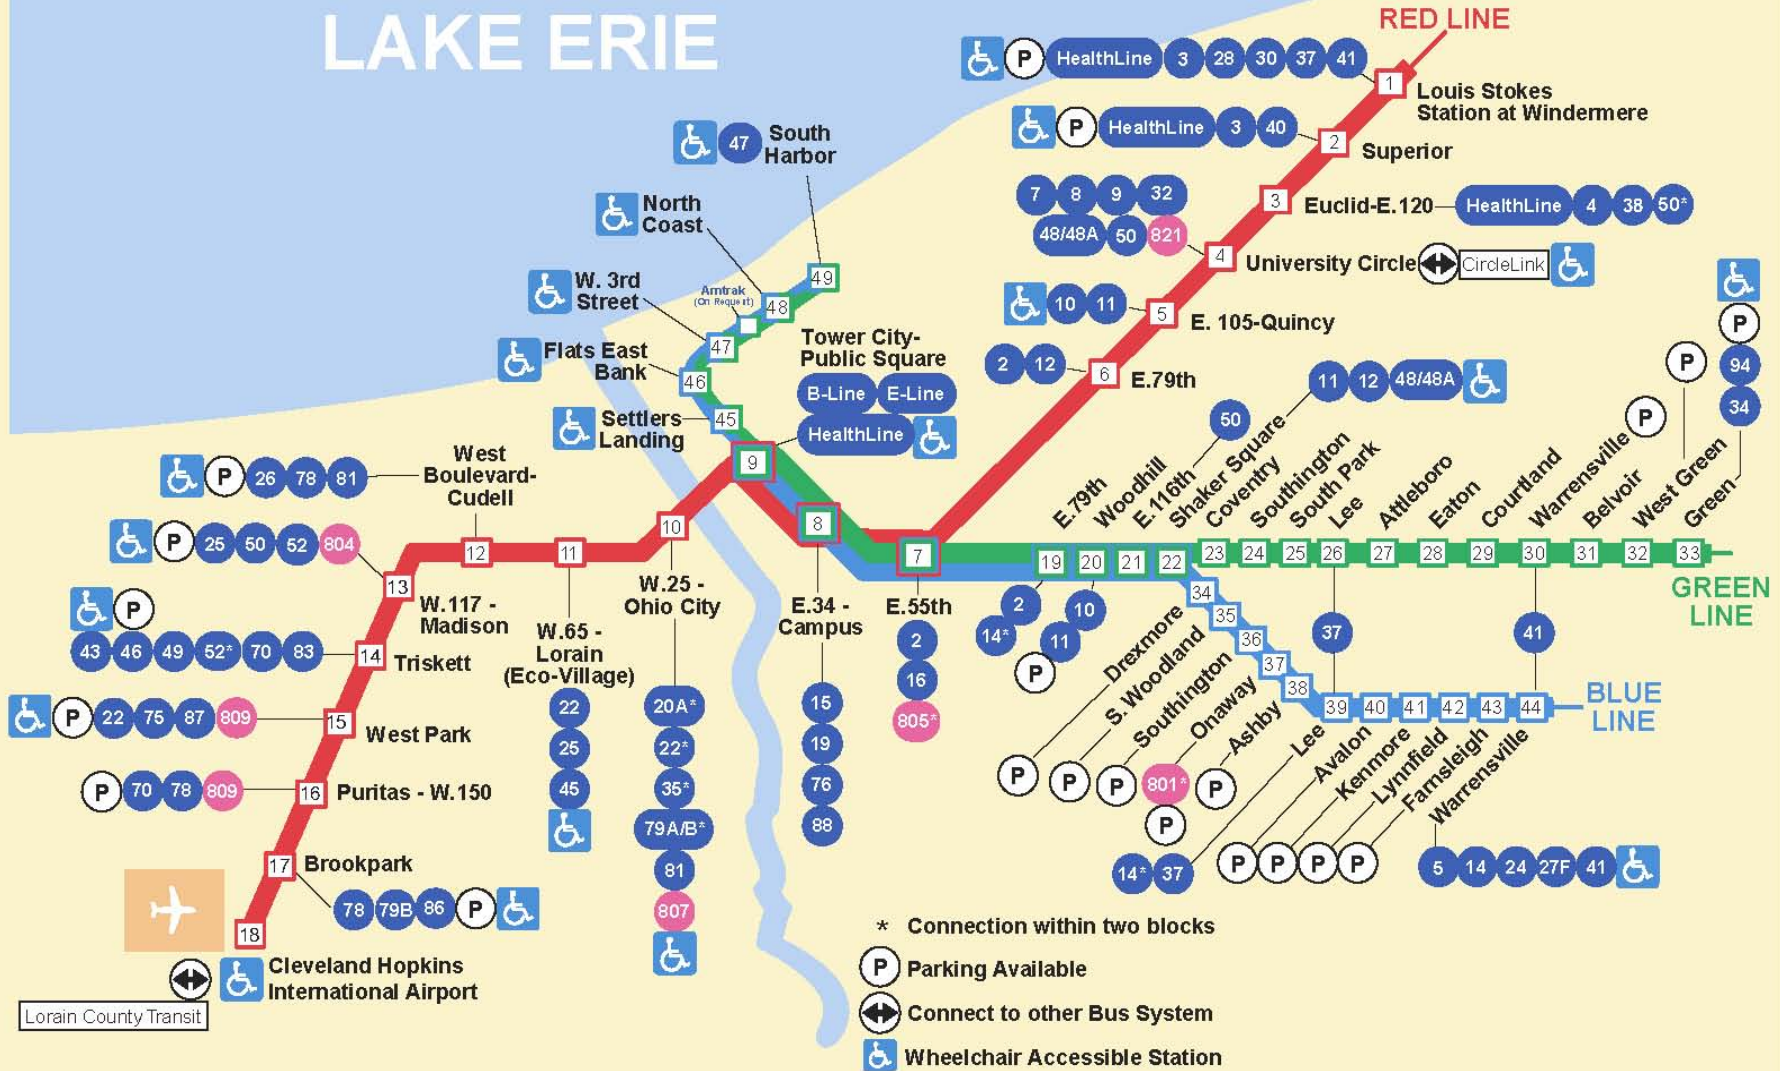 LAKE ERIE
RED LINE
P HealthLine 3 28 30 37 41
1
Louis Stokes
Station at Windermere
P HealthLine 3 40
2
Superior
7 8 9 32
48/48A 50 821
3
Euclid-E.120
HealthLine 4 38 50*
4
University Circle
CircleLink
10 11
5
E. 105-Quincy
2 12
6
E.79th
47
South
Harbor
North
Coast
W. 3rd
Street
Amtrak
(On Request)
49
48
47
Flats East
Bank
46
Settlers
Landing
45
Tower City-
Public Square
B-Line E-Line
HealthLine
9
P 26 78 81
West
Boulevard-
Cudell
12
P 25 50 52 804
13
W.117 -
Madison
P
43 46 49 52* 70 83
14
Triskett
P 22 75 87 809
15
West Park
P 70 78 809
16
Puritas - W.150
17
Brookpark
78 79B 86 P
18
Cleveland Hopkins
International Airport
Lorain County Transit
11
W.65 -
Lorain
(Eco-Village)
22
25
45
10
W.25 -
Ohio City
20A*
22*
35*
79A/B*
81
807
8
E.34 -
Campus
15
19
76
88
7
E.55th
2
16
805*
E.79th
Woodhill
E.116th
50
Shaker Square
11 12 48/48A
Coventry
Southington
South Park
Lee
Attleboro
Eaton
Courtland
Warrensville
P
Belvoir
West Green
P
Green
P
94
34
19 20 21 22 23 24 25 26 27 28 29 30 31 32 33
GREEN
LINE
2
14*
10
11
P
37
41
34
35
36
37
38
39 40 41 42 43 44
BLUE
LINE
Drexmore
P
S. Woodland
P
Southington
P
Onaway
801*
P
Ashby
P
Lee
14* 37
Avalon
P
Kenmore
P
Lynnfield
P
Farnsleigh
P
Warrensville
5 14 24 27F 41
* Connection within two blocks
P Parking Available
Connect to other Bus System
Wheelchair Accessible Station